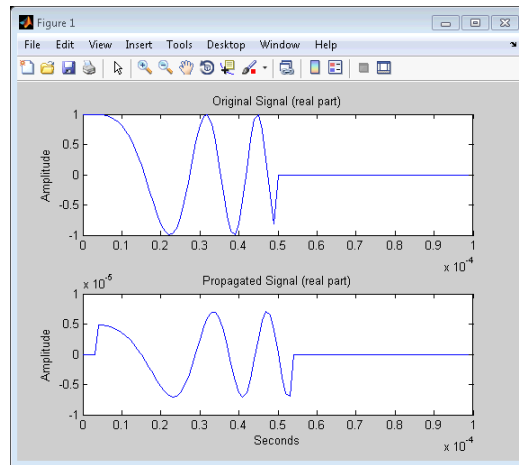 Figure 1
File Edit View Insert Tools Desktop Window Help
Original Signal (real part)
Amplitude
1
0.5
0
-0.5
-1
0 0.1 0.2 0.3 0.4 0.5 0.6 0.7 0.8 0.9 1
x 10^-4
x 10^-5
Propagated Signal (real part)
Amplitude
1
0.5
0
-0.5
-1
0 0.1 0.2 0.3 0.4 0.5 0.6 0.7 0.8 0.9 1
Seconds
x 10^-4